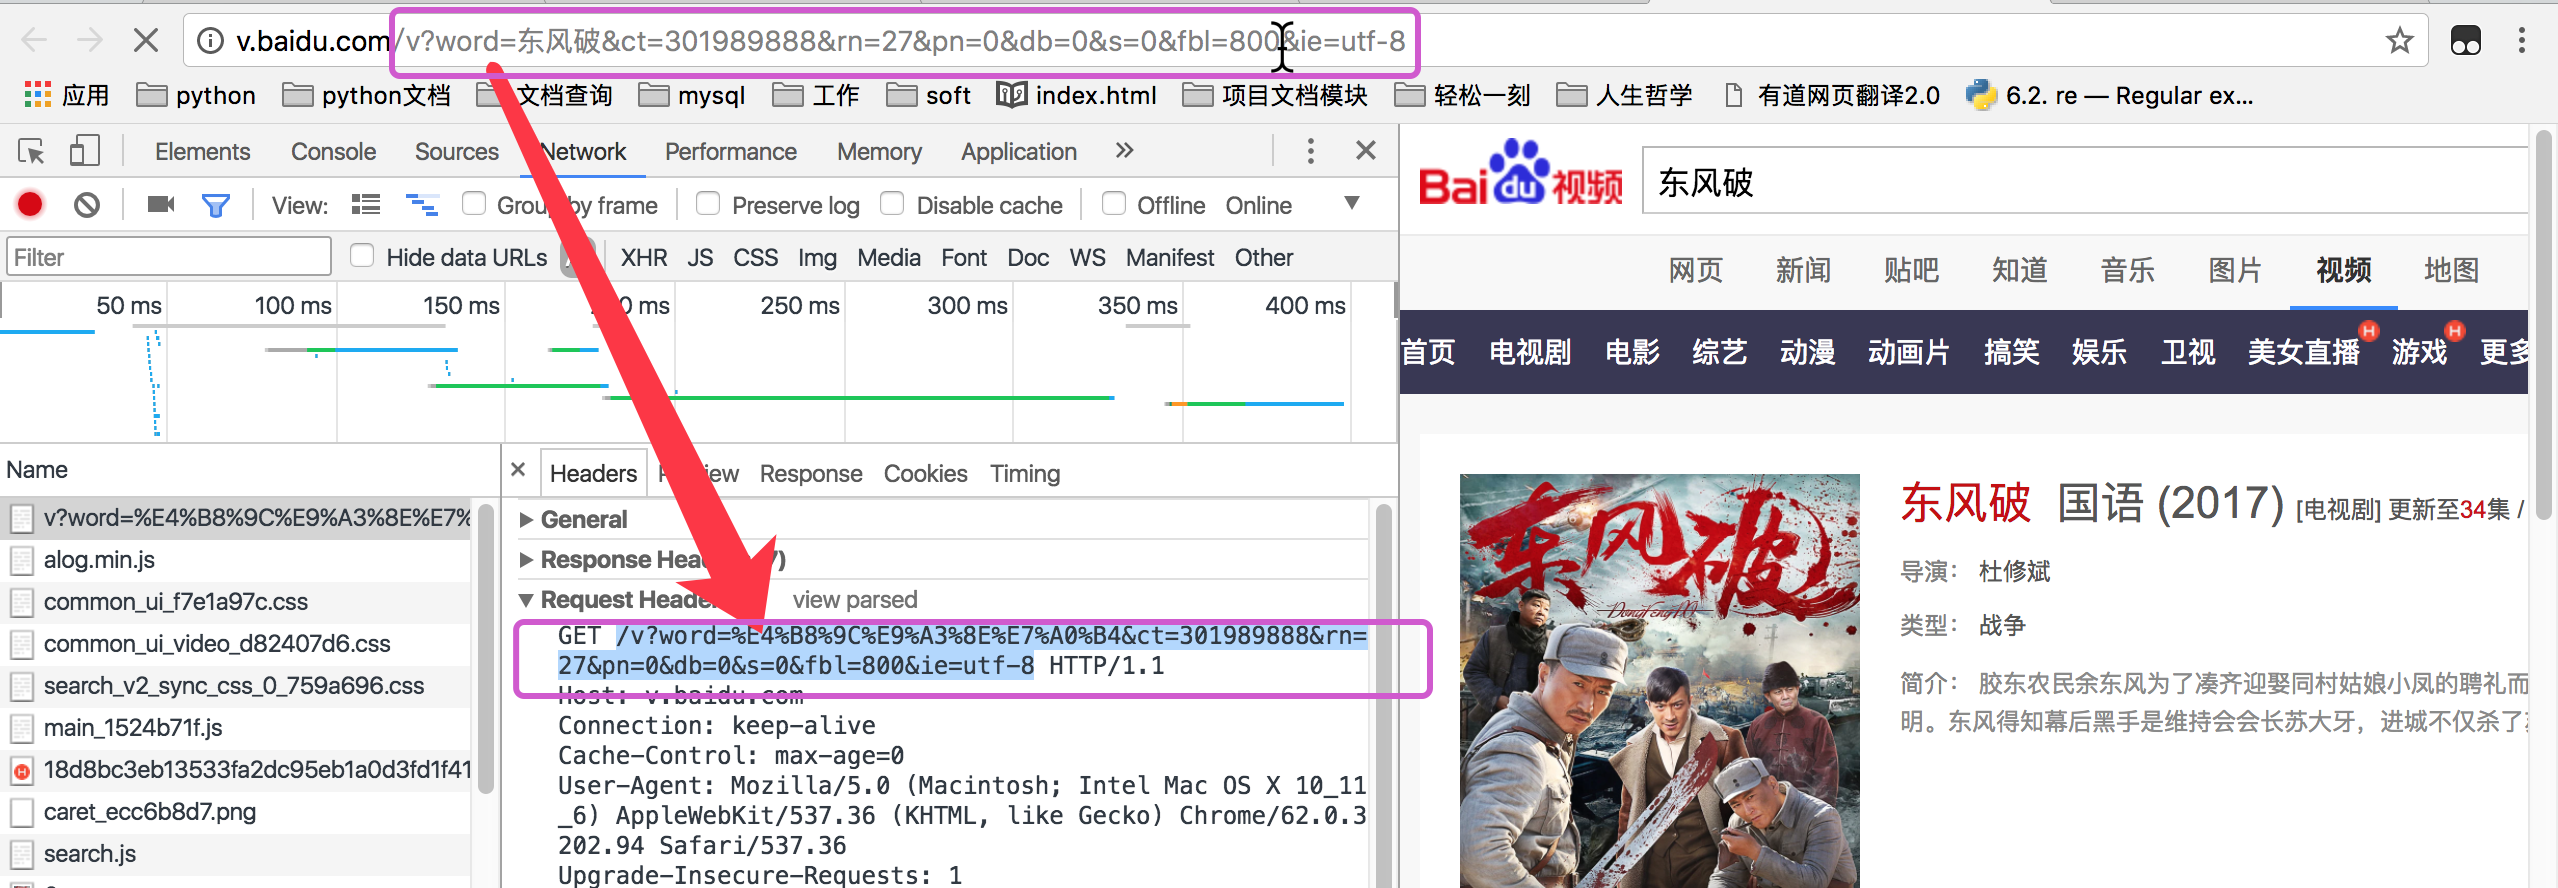 v.baidu.com/v?word=东风破&ct=301989888&rn=27&pn=0&db=0&s=0&fbl=800&ie=utf-8
应用 python python文档 文档查询 mysql 工作 soft index.html 项目文档模块 轻松一刻 人生哲学 有道网页翻译2.0 6.2. re — Regular ex...
Elements Console Sources Network Performance Memory Application »
View: Group by frame Preserve log Disable cache Offline Online
Filter Hide data URLs XHR JS CSS Img Media Font Doc WS Manifest Other
50 ms 100 ms 150 ms 0 ms 250 ms 300 ms 350 ms 400 ms
Name
v?word=%E4%B8%9C%E9%A3%8E%E7%
alog.min.js
common_ui_f7e1a97c.css
common_ui_video_d82407d6.css
search_v2_sync_css_0_759a696.css
main_1524b71f.js
18d8bc3eb13533fa2dc95eb1a0d3fd1f41
caret_ecc6b8d7.png
search.js
Headers P view Response Cookies Timing
General
Response Hea 7)
Request Heade view parsed
GET /v?word=%E4%B8%9C%E9%A3%8E%E7%A0%B4&ct=301989888&rn=
27&pn=0&db=0&s=0&fbl=800&ie=utf-8 HTTP/1.1
Host: v.baidu.com
Connection: keep-alive
Cache-Control: max-age=0
User-Agent: Mozilla/5.0 (Macintosh; Intel Mac OS X 10_11
_6) AppleWebKit/537.36 (KHTML, like Gecko) Chrome/62.0.3
202.94 Safari/537.36
Upgrade-Insecure-Requests: 1
Bai du 视频 东风破
网页 新闻 贴吧 知道 音乐 图片 视频 地图
首页 电视剧 电影 综艺 动漫 动画片 搞笑 娱乐 卫视 美女直播 H 游戏 H 更多
东风破
东风破 国语 (2017) [电视剧] 更新至34集 /
导演： 杜修斌
类型： 战争
简介： 胶东农民余东风为了凑齐迎娶同村姑娘小凤的聘礼而
明。东风得知幕后黑手是维持会会长苏大牙，进城不仅杀了